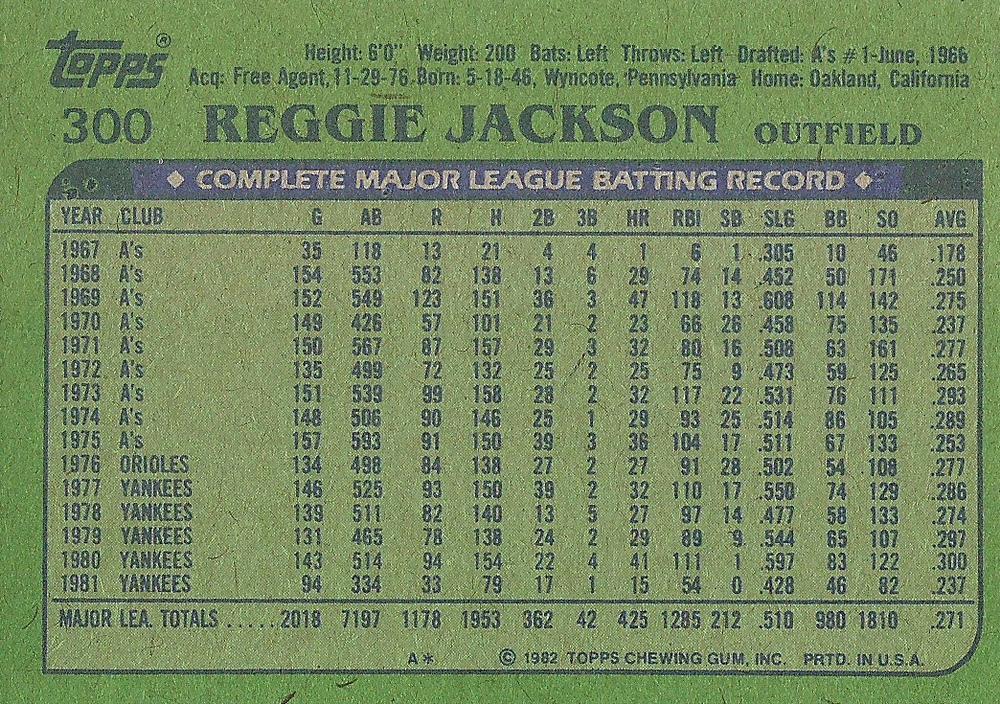 Topps®
Height: 6'0" Weight: 200 Bats: Left Throws: Left Drafted: A's #1-June, 1966
Acq: Free Agent, 11-29-76 Born: 5-18-46, Wyncote, Pennsylvania Home: Oakland, California
300 REGGIE JACKSON OUTFIELD
◆ COMPLETE MAJOR LEAGUE BATTING RECORD ◆
YEAR CLUB G AB R H 2B 3B HR RBI SB SLG BB SO AVG
1967 A's 35 118 13 21 4 4 1 6 1 .305 10 46 .178
1968 A's 154 553 82 138 13 6 29 74 14 .452 50 171 .250
1969 A's 152 549 123 151 36 3 47 118 13 .608 114 142 .275
1970 A's 149 426 57 101 21 2 23 66 26 .458 75 135 .237
1971 A's 150 567 87 157 29 3 32 80 16 .508 63 161 .277
1972 A's 135 499 72 132 25 2 25 75 9 .473 59 125 .265
1973 A's 151 539 99 158 28 2 32 117 22 .531 76 111 .293
1974 A's 148 506 90 146 25 1 29 93 25 .514 86 105 .289
1975 A's 157 593 91 150 39 3 36 104 17 .511 67 133 .253
1976 ORIOLES 134 498 84 138 27 2 27 91 28 .502 54 108 .277
1977 YANKEES 146 525 93 150 39 2 32 110 17 .550 74 129 .286
1978 YANKEES 139 511 82 140 13 5 27 97 14 .477 58 133 .274
1979 YANKEES 131 465 78 138 24 2 29 89 9 .544 65 107 .297
1980 YANKEES 143 514 94 154 22 4 41 111 1 .597 83 122 .300
1981 YANKEES 94 334 33 79 17 1 15 54 0 .428 46 82 .237
MAJOR LEA. TOTALS .....2018 7197 1178 1953 362 42 425 1285 212 .510 980 1810 .271
A* © 1982 TOPPS CHEWING GUM, INC. PRTD. IN U.S.A.